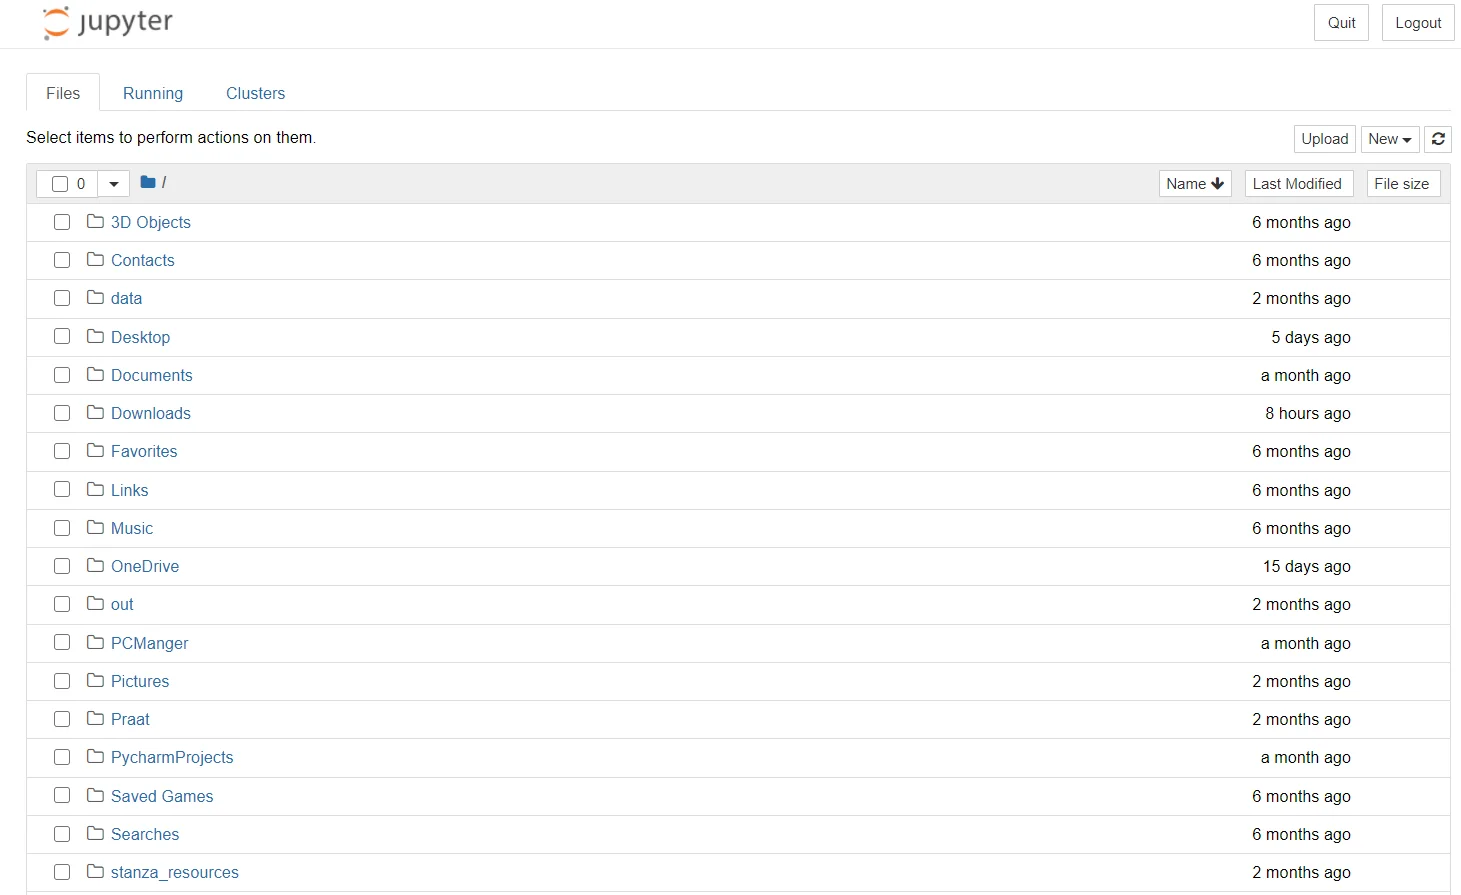 jupyter
Quit Logout
Files Running Clusters
Select items to perform actions on them.
Upload New
0 / Name Last Modified File size
3D Objects 6 months ago
Contacts 6 months ago
data 2 months ago
Desktop 5 days ago
Documents a month ago
Downloads 8 hours ago
Favorites 6 months ago
Links 6 months ago
Music 6 months ago
OneDrive 15 days ago
out 2 months ago
PCManger a month ago
Pictures 2 months ago
Praat 2 months ago
PycharmProjects a month ago
Saved Games 6 months ago
Searches 6 months ago
stanza_resources 2 months ago